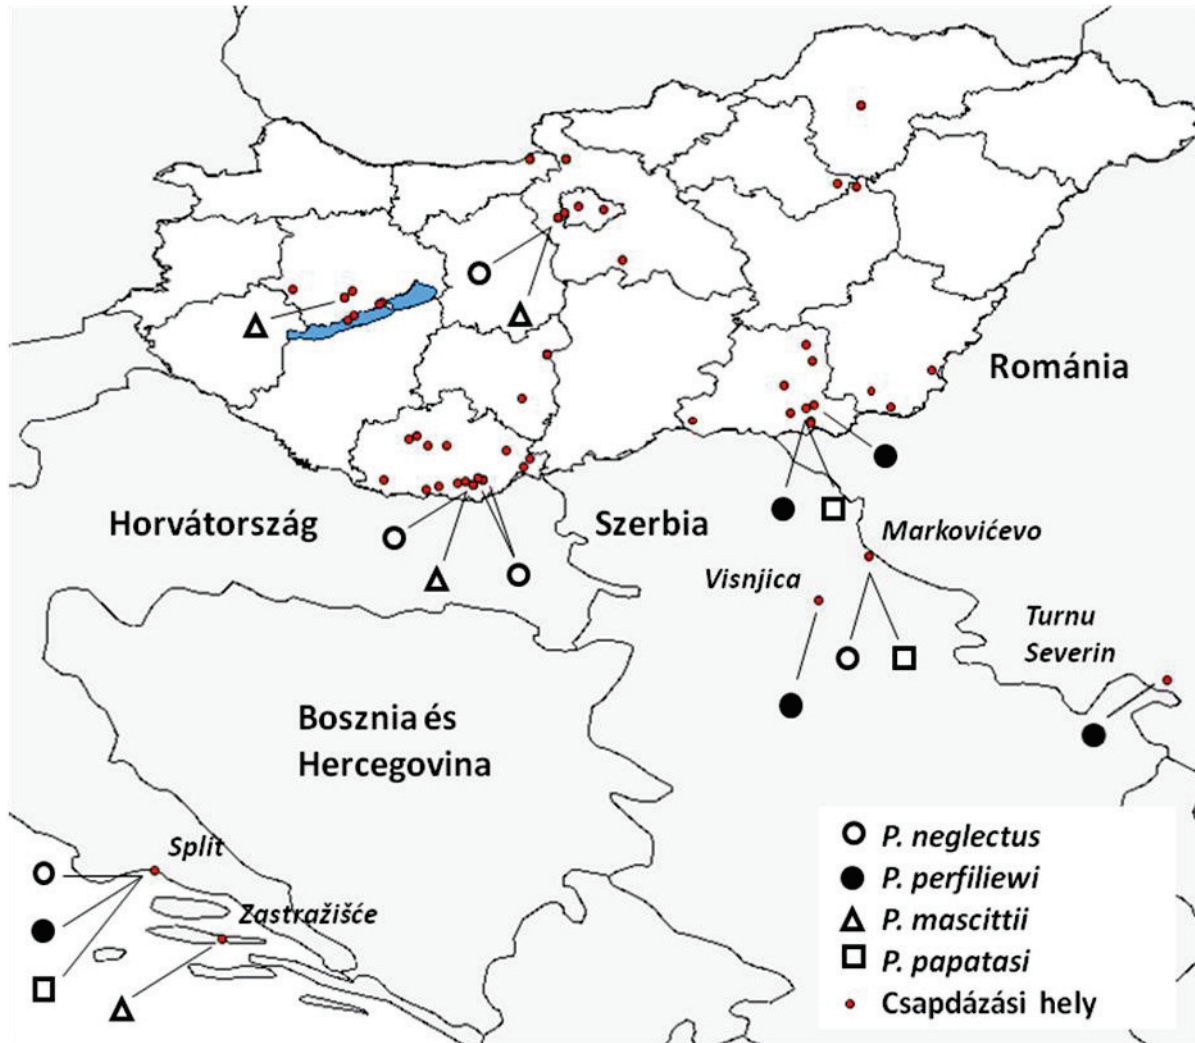 Románia
Horvátország
Szerbia
Markovićevo
Visnjica
Turnu
Severin
Bosznia és
Hercegovina
Split
Zastražišće
P. neglectus
P. perfiliewi
P. mascittii
P. papatasi
Csapdázási hely